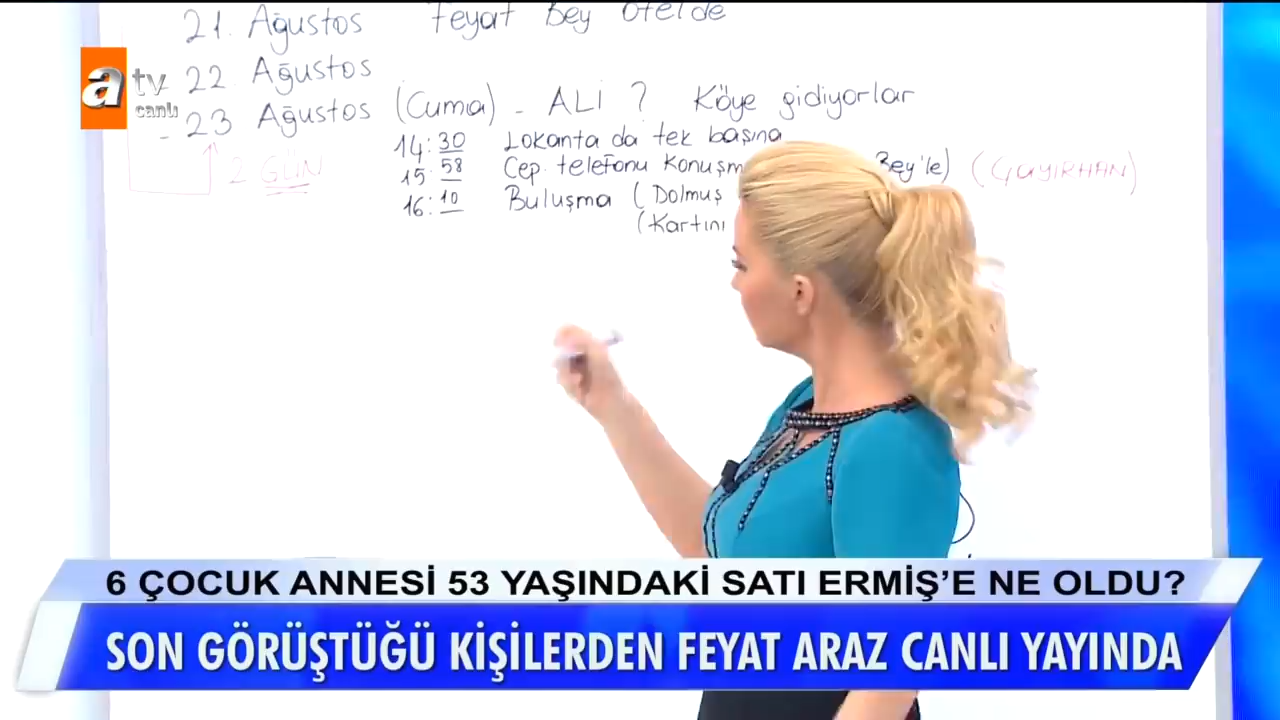 21. Ağustos Feyat Bey otelde
22. Ağustos
23 Ağustos (Cuma) - ALİ ? Köye gidiyorlar
14:30 Lokanta da tek başına
2 GÜN
15:58 Cep. telefonu Konuşm Bey'le) (ÇAYIRHAN)
16:10 Buluşma (Dolmuş
(Kartını
a tv
canlı
6 ÇOCUK ANNESİ 53 YAŞINDAKİ SATI ERMİŞ'E NE OLDU?
SON GÖRÜŞTÜĞÜ KİŞİLERDEN FEYAT ARAZ CANLI YAYINDA